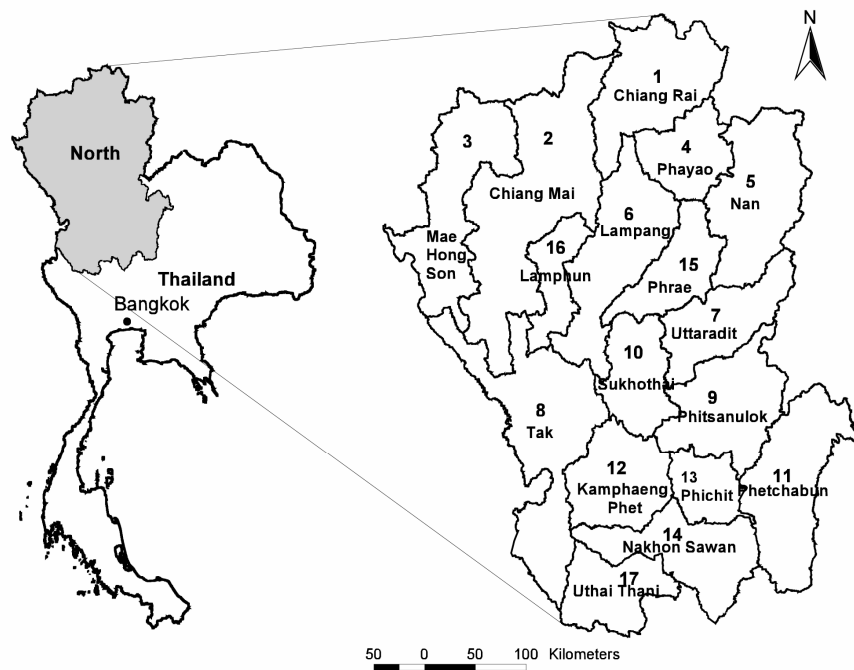 N
North
Thailand
Bangkok
1
Chiang Rai
3
2
4
Phayao
5
Nan
Chiang Mai
6
Lampang
Mae
Hong
Son
16
Lamphun
15
Phrae
7
Uttaradit
10
Sukhothai
8
Tak
9
Phitsanulok
12
Kamphaeng
Phet
13
Phichit
11
Phetchabun
14
Nakhon Sawan
17
Uthai Thani
50 0 50 100 Kilometers